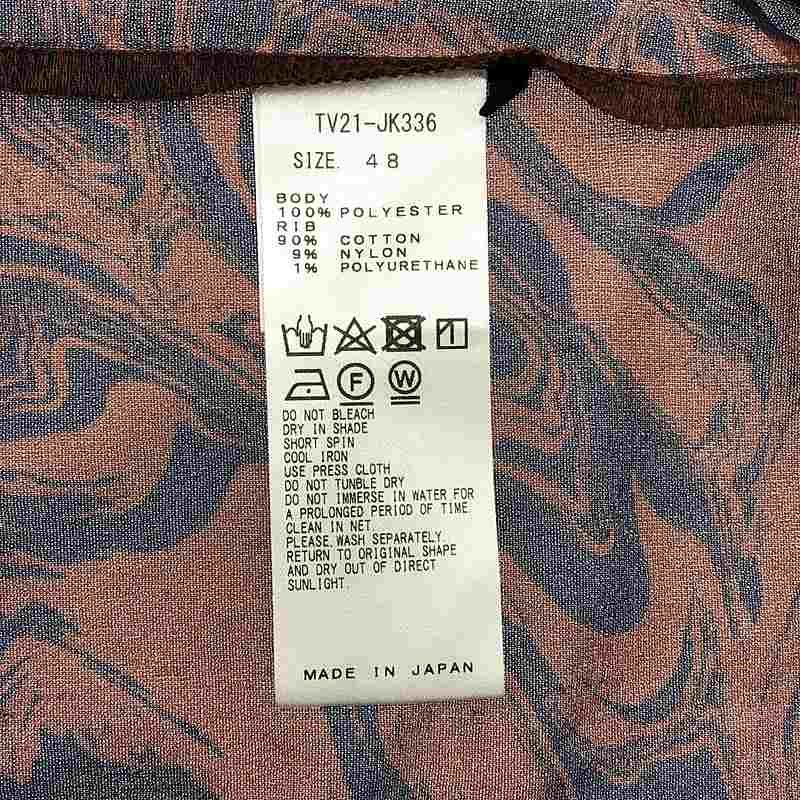 TV21-JK336
SIZE. 48
BODY
100% POLYESTER
RIB
90% COTTON
9% NYLON
1% POLYURETHANE
F W
DO NOT BLEACH
DRY IN SHADE
SHORT SPIN
COOL IRON
USE PRESS CLOTH
DO NOT TUMBLE DRY
DO NOT IMMERSE IN WATER FOR
A PROLONGED PERIOD OF TIME
CLEAN IN NET.
PLEASE WASH SEPARATELY.
RETURN TO ORIGINAL SHAPE
AND DRY OUT OF DIRECT
SUNLIGHT.
MADE IN JAPAN